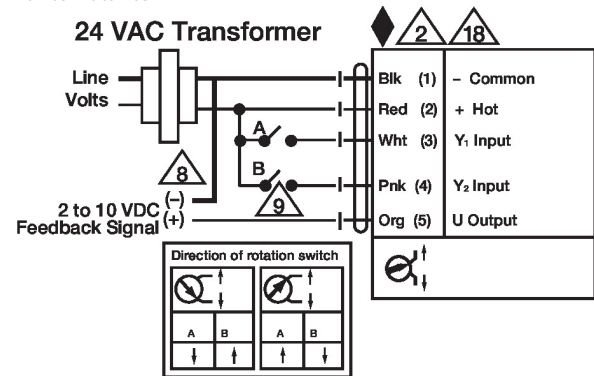 24 VAC Transformer
2 18
Line
Volts
Blk (1) – Common
Red (2) + Hot
A
Wht (3) Y₁ Input
B
Pnk (4) Y₂ Input
8
9
2 to 10 VDC (–)
Feedback Signal (+)
Org (5) U Output
Direction of rotation switch
A B A B